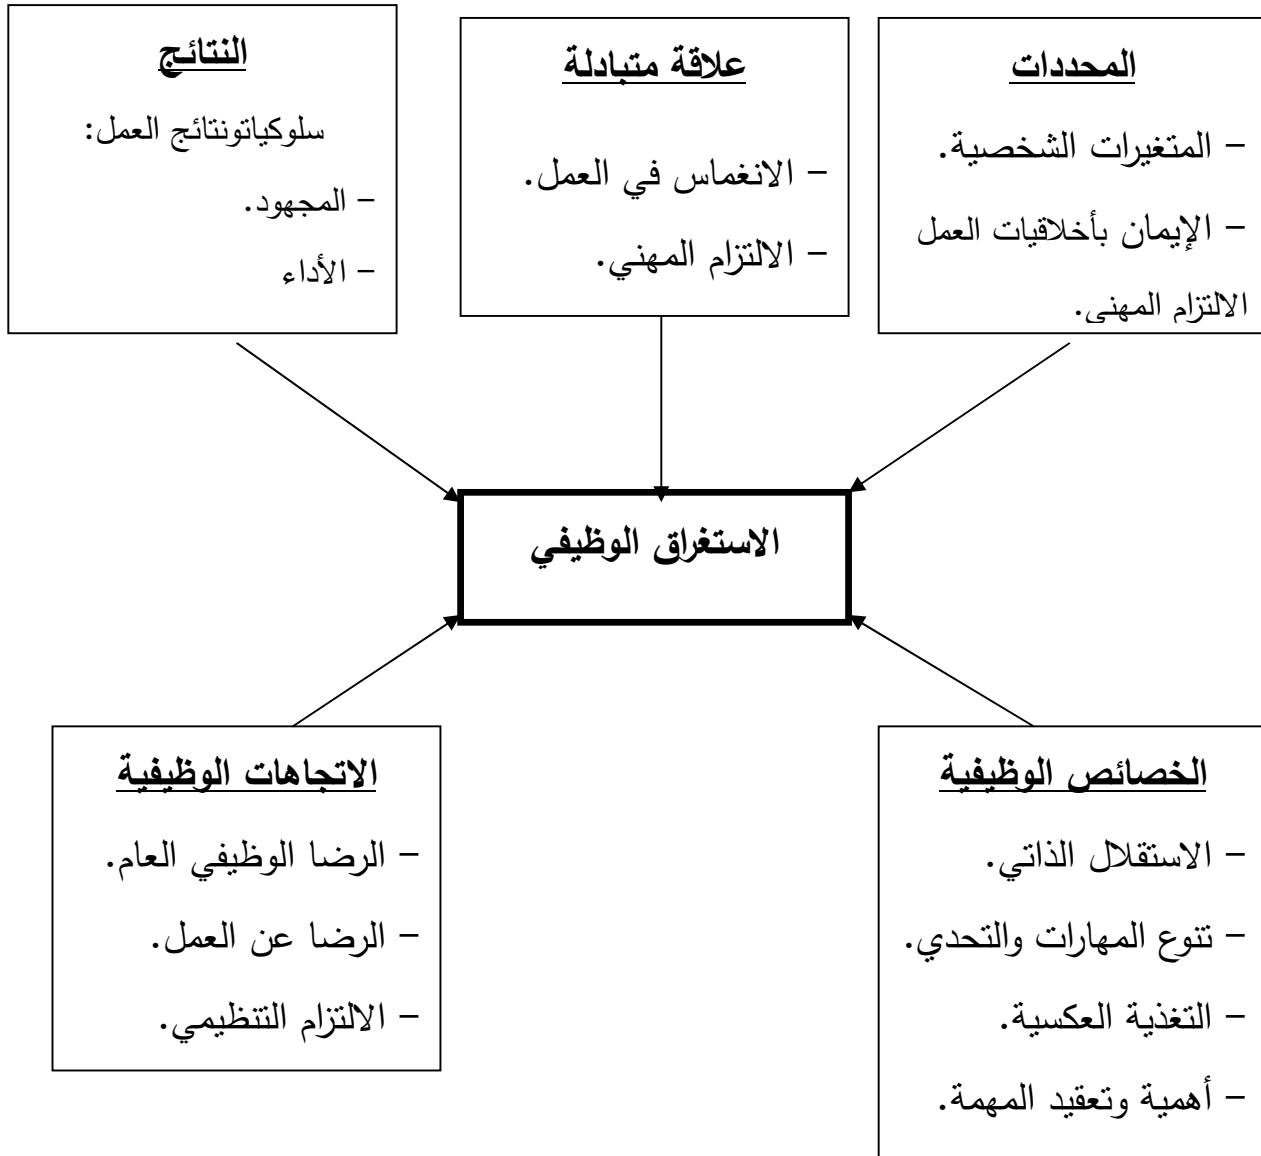 المحددات
– المتغيرات الشخصية.
– الإيمان بأخلاقيات العمل
الالتزام المهني.
علاقة متبادلة
– الانغماس في العمل.
– الالتزام المهني.
النتائج
سلوكياتونتائج العمل:
– المجهود.
– الأداء
الاستغراق الوظيفي
الخصائص الوظيفية
– الاستقلال الذاتي.
– تنوع المهارات والتحدي.
– التغذية العكسية.
– أهمية وتعقيد المهمة.
الاتجاهات الوظيفية
– الرضا الوظيفي العام.
– الرضا عن العمل.
– الالتزام التنظيمي.